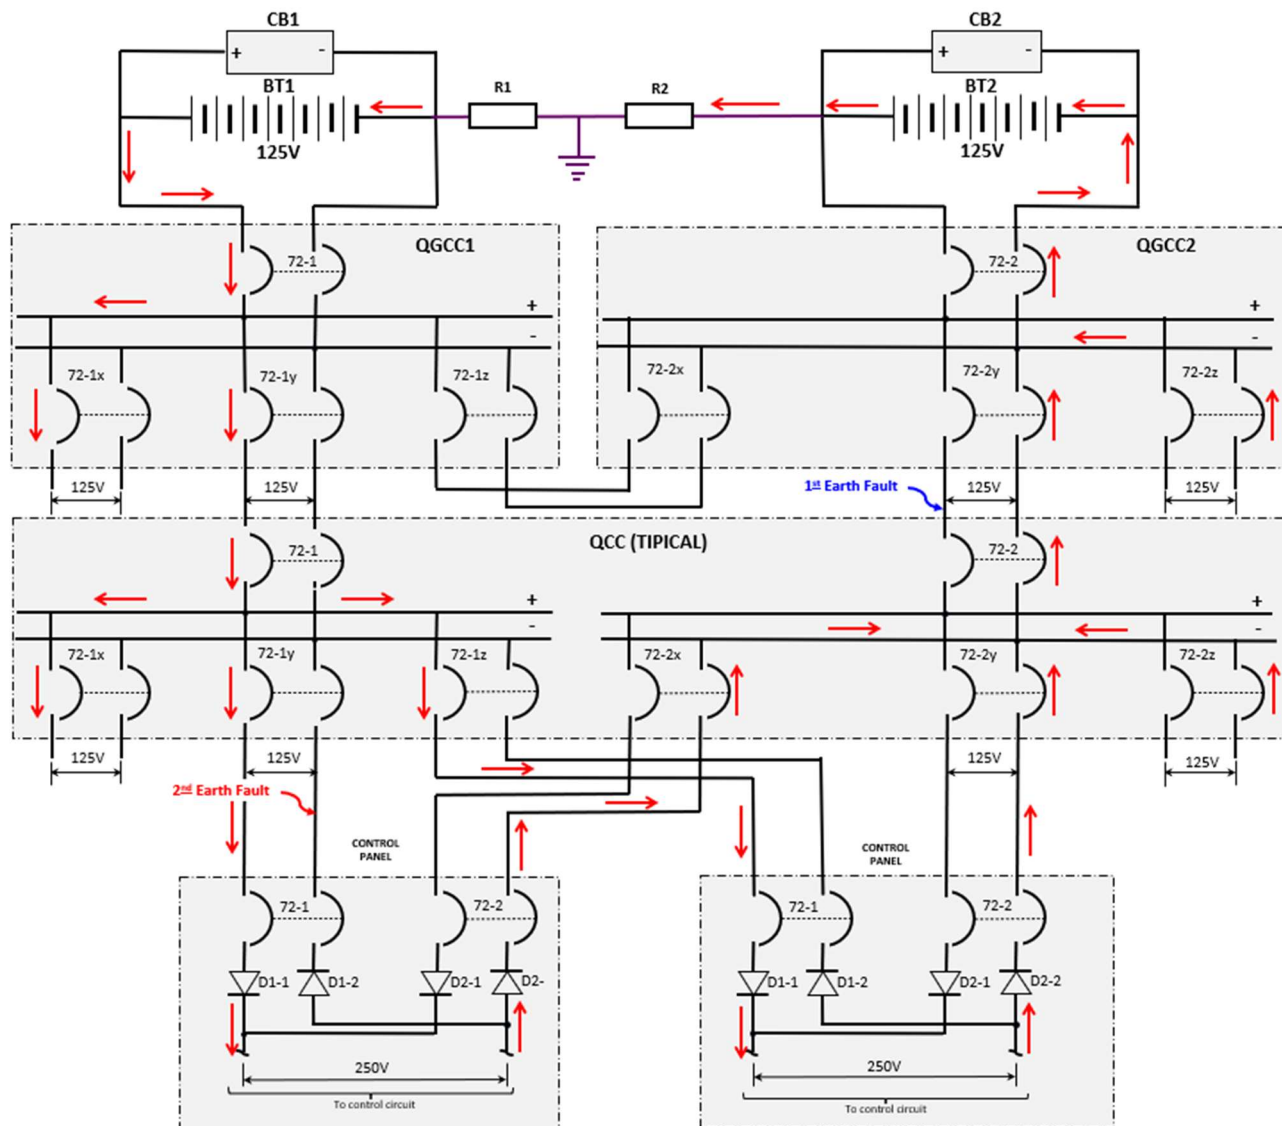 CB1
CB2
+ -
+ -
BT1
R1
R2
BT2
125V
125V
QGCC1
QGCC2
72-1
72-2
+
+
-
-
72-1x
72-1y
72-1z
72-2x
72-2y
72-2z
125V
125V
1st Earth Fault
125V
125V
QCC (TIPICAL)
72-1
72-2
+
+
-
-
72-1x
72-1y
72-1z
72-2x
72-2y
72-2z
125V
125V
125V
125V
2nd Earth Fault
CONTROL
PANEL
CONTROL
PANEL
72-1
72-2
72-1
72-2
D1-1
D1-2
D2-1
D2-
D1-1
D1-2
D2-1
D2-2
250V
250V
To control circuit
To control circuit